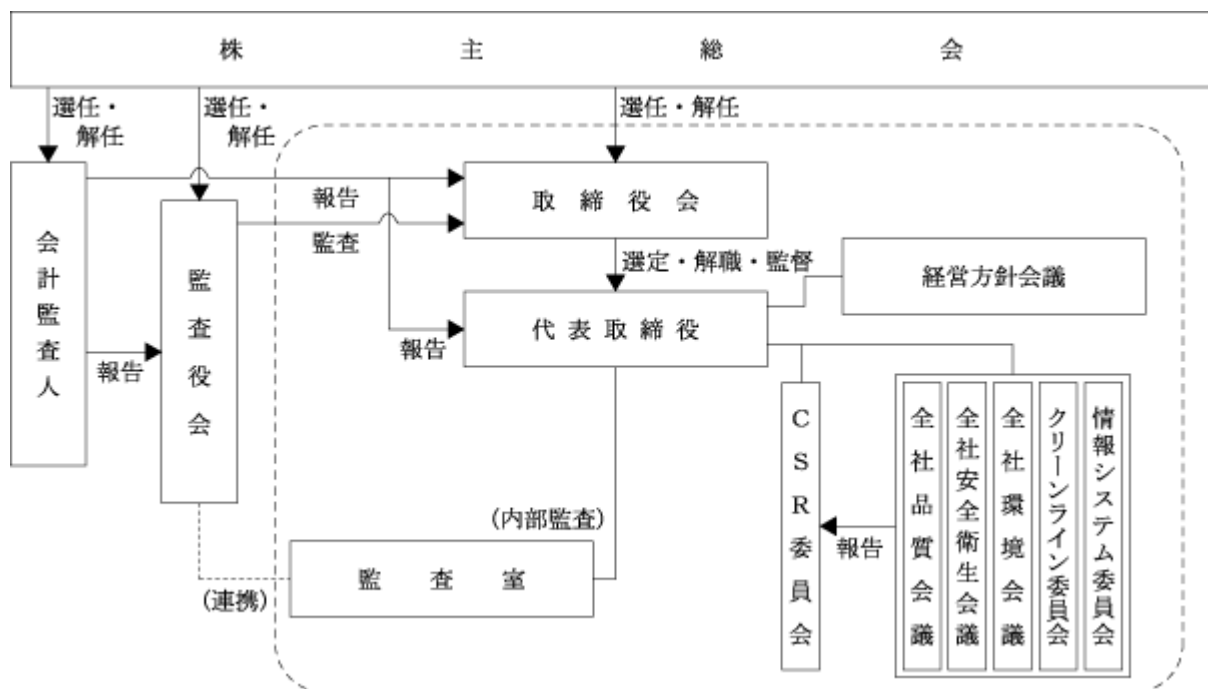 株主総会
選任・
解任
選任・
解任
選任・解任
会計監査人
監査役会
報告
監査
取締役会
選定・解職・監督
経営方針会議
報告
代表取締役
報告
(内部監査)
監査室
(連携)
CSR委員会
報告
全社品質会議
全社安全衛生会議
全社環境会議
クリーンライン委員会
情報システム委員会